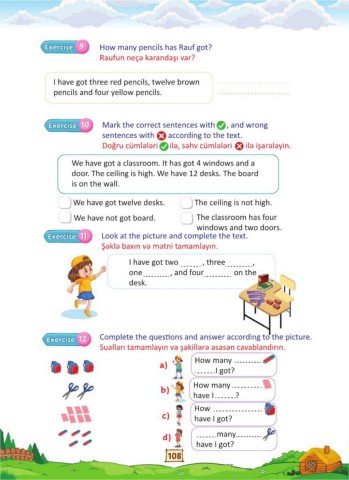 Exercise 9 How many pencils has Rauf got?
Raufun neçə karandaşı var?
I have got three red pencils, twelve brown
pencils and four yellow pencils.
Exercise 10 Mark the correct sentences with ✓, and wrong
sentences with ✗ according to the text.
Doğru cümlələri ✓ ilə, səhv cümlələri ✗ ilə işarələyin.
We have got a classroom. It has got 4 windows and a
door. The ceiling is high. We have 12 desks. The board
is on the wall.
We have got twelve desks.
The ceiling is not high.
We have not got board.
The classroom has four
windows and two doors.
Exercise 11 Look at the picture and complete the text.
Şəklə baxın və mətni tamamlayın.
I have got two ______, three______,
one ______, and four______ on the
desk.
Exercise 12 Complete the questions and answer according to the picture.
Sualları tamamlayın və şəkillərə əsasən cavablandırın.
a) How many ............
.......I got?
b) How many ............
have I.......?
c) How ................
have I got?
d) .......many..........
have I got?
108